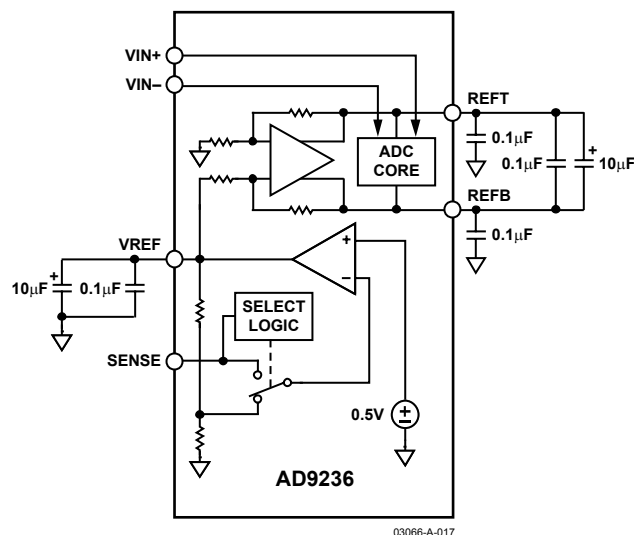 VIN+
VIN–
REFT
0.1µF
ADC
CORE
0.1µF
10µF
+
REFB
0.1µF
VREF
+
–
10µF
+
0.1µF
SELECT
LOGIC
SENSE
0.5V
+
–
AD9236
03066-A-017